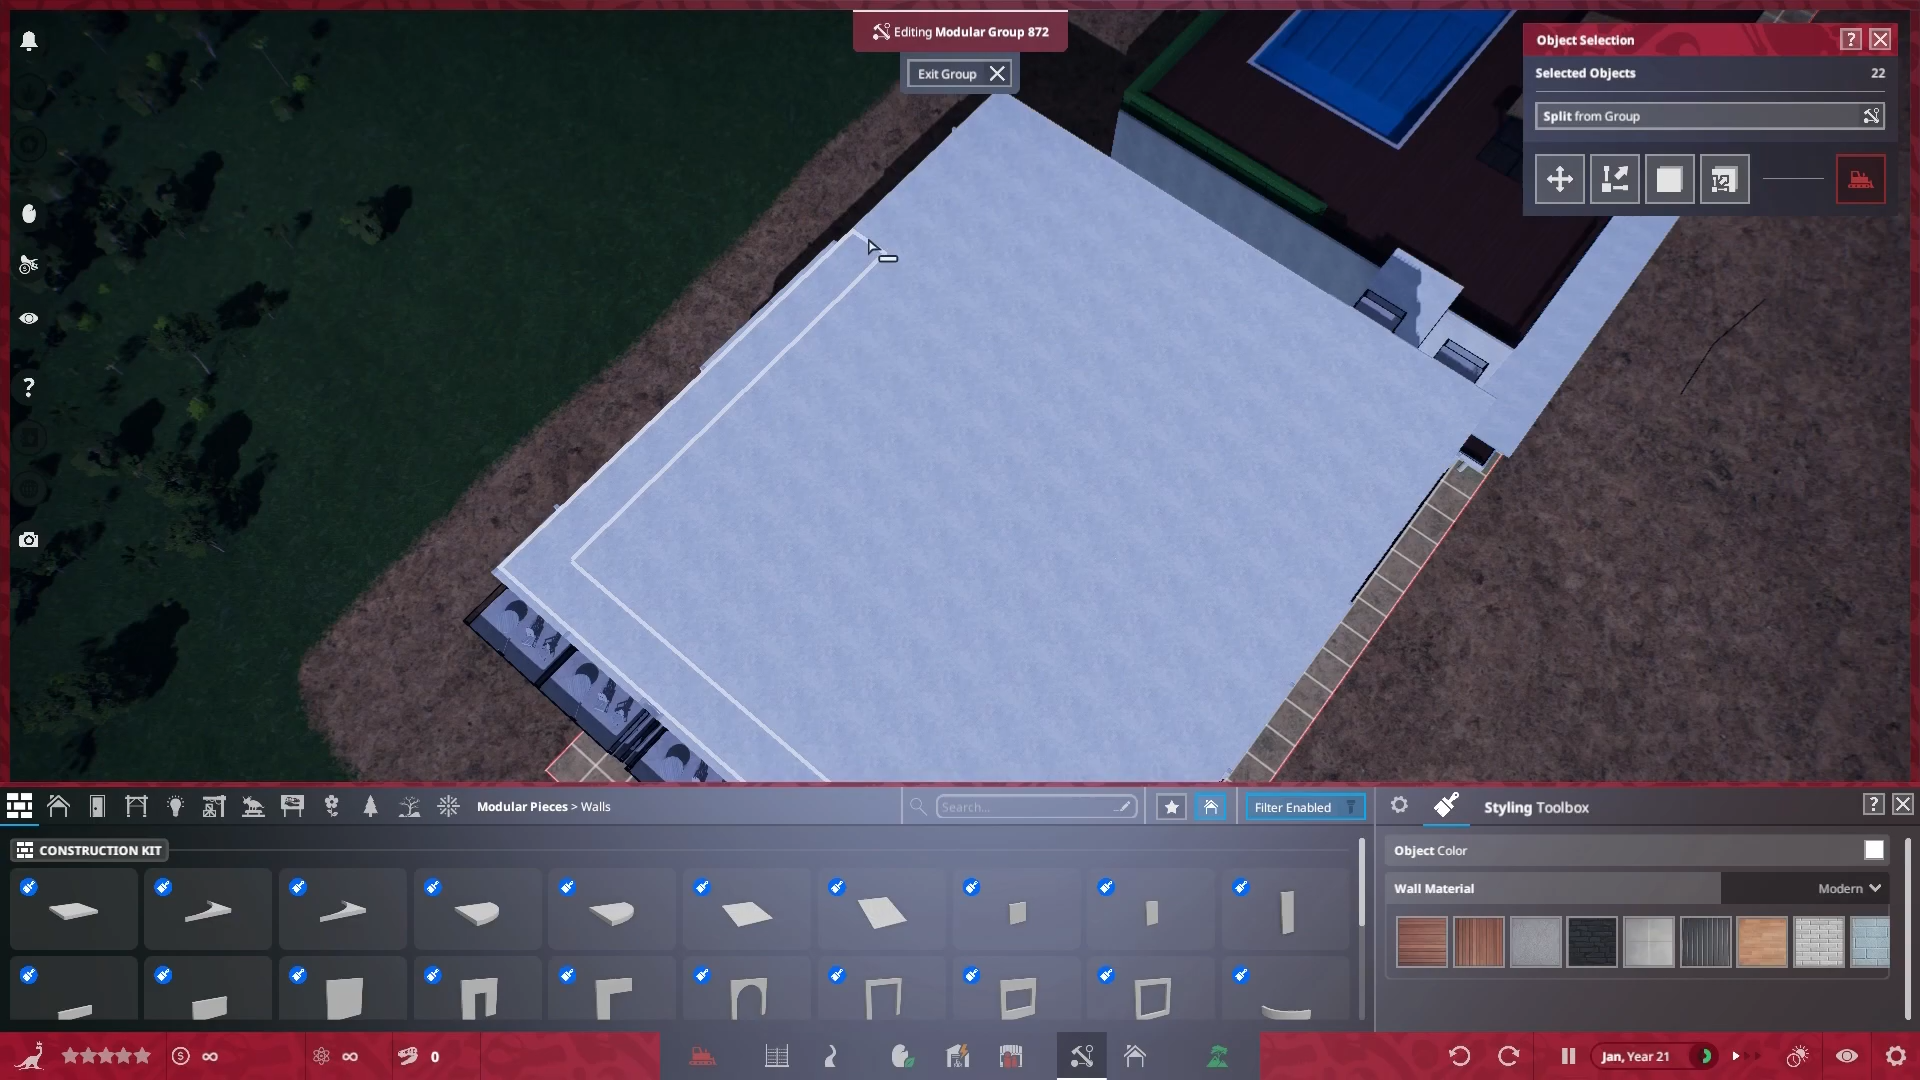 Editing Modular Group 872
Exit Group
Object Selection
?
Selected Objects 22
Split from Group
?
Modular Pieces > Walls
Search...
Filter Enabled
Styling Toolbox
?
CONSTRUCTION KIT
Object Color
Wall Material Modern
∞
∞
0
Jan, Year 21